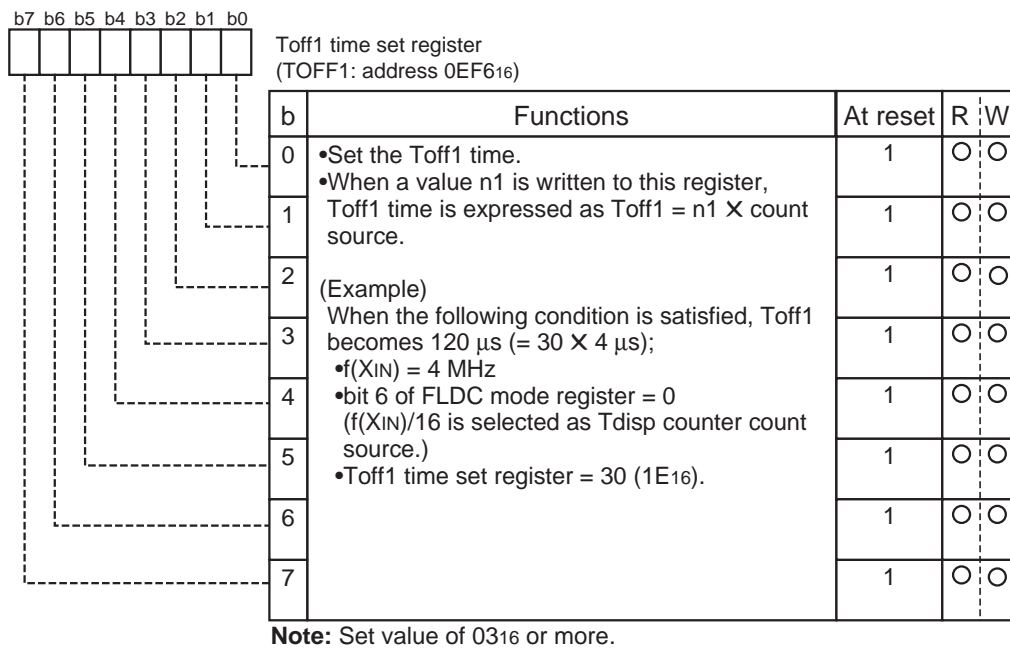 b7 b6 b5 b4 b3 b2 b1 b0
Toff1 time set register
(TOFF1: address 0EF616)
b Functions At reset R W
0 •Set the Toff1 time. 1 O O
•When a value n1 is written to this register,
1 Toff1 time is expressed as Toff1 = n1 X count 1 O O
source.
2 (Example) 1 O O
When the following condition is satisfied, Toff1
3 becomes 120 μs (= 30 X 4 μs); 1 O O
•f(XIN) = 4 MHz
4 •bit 6 of FLDC mode register = 0 1 O O
(f(XIN)/16 is selected as Tdisp counter count
5 source.) 1 O O
•Toff1 time set register = 30 (1E16).
6 1 O O
7 1 O O
Note: Set value of 0316 or more.